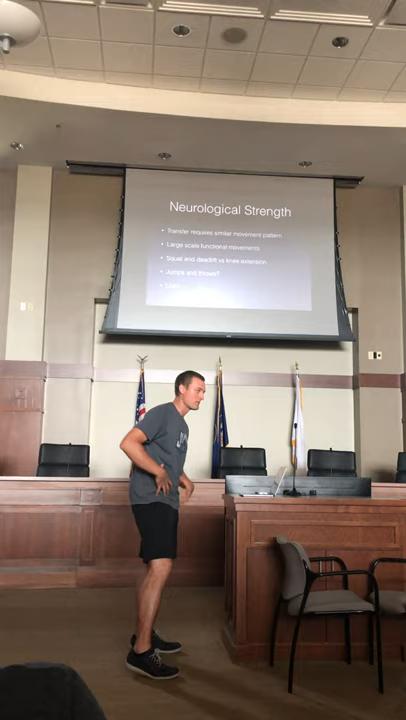 Neurological Strength
• Transfer requires similar movement pattern
• Large scale functional movements
• Squat and deadlift vs knee extension
• Jumps and throws?